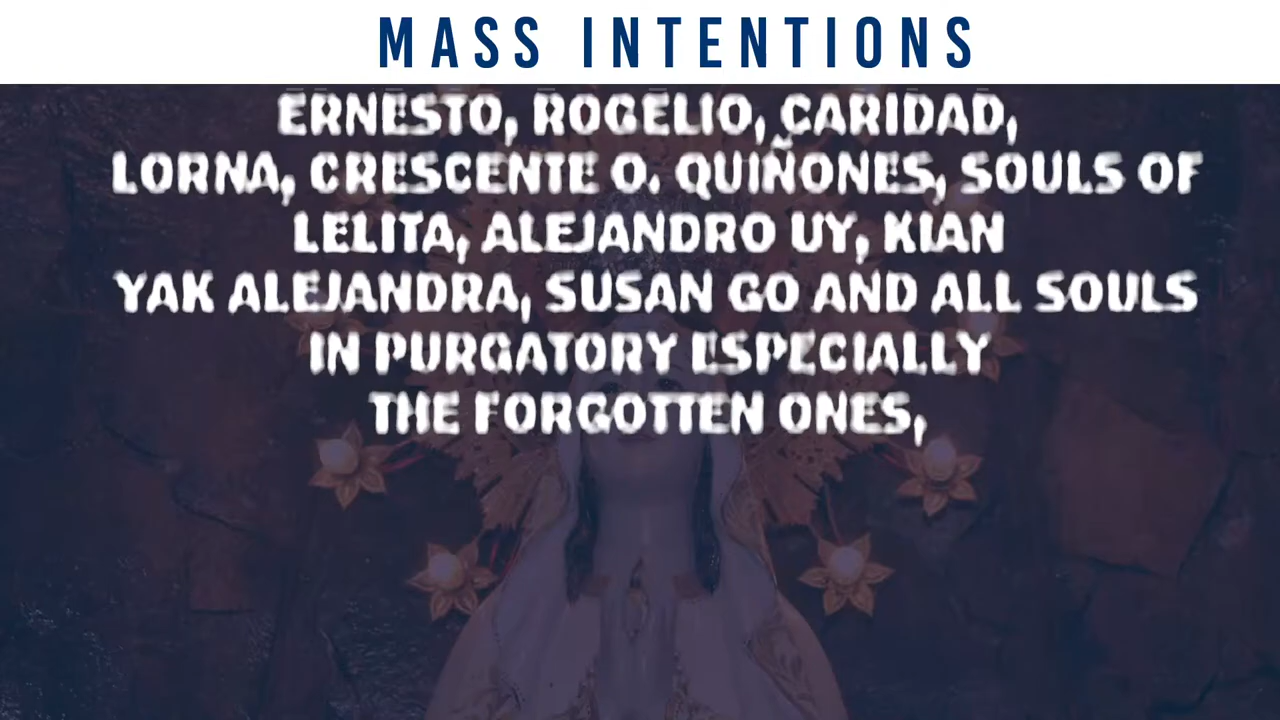 MASS INTENTIONS
ERNESTO, ROGELIO, CARIDAD,
LORNA, CRESCENTE O. QUIÑONES, SOULS OF
LELITA, ALEJANDRO UY, KIAN
YAK ALEJANDRA, SUSAN GO AND ALL SOULS
IN PURGATORY ESPECIALLY
THE FORGOTTEN ONES,